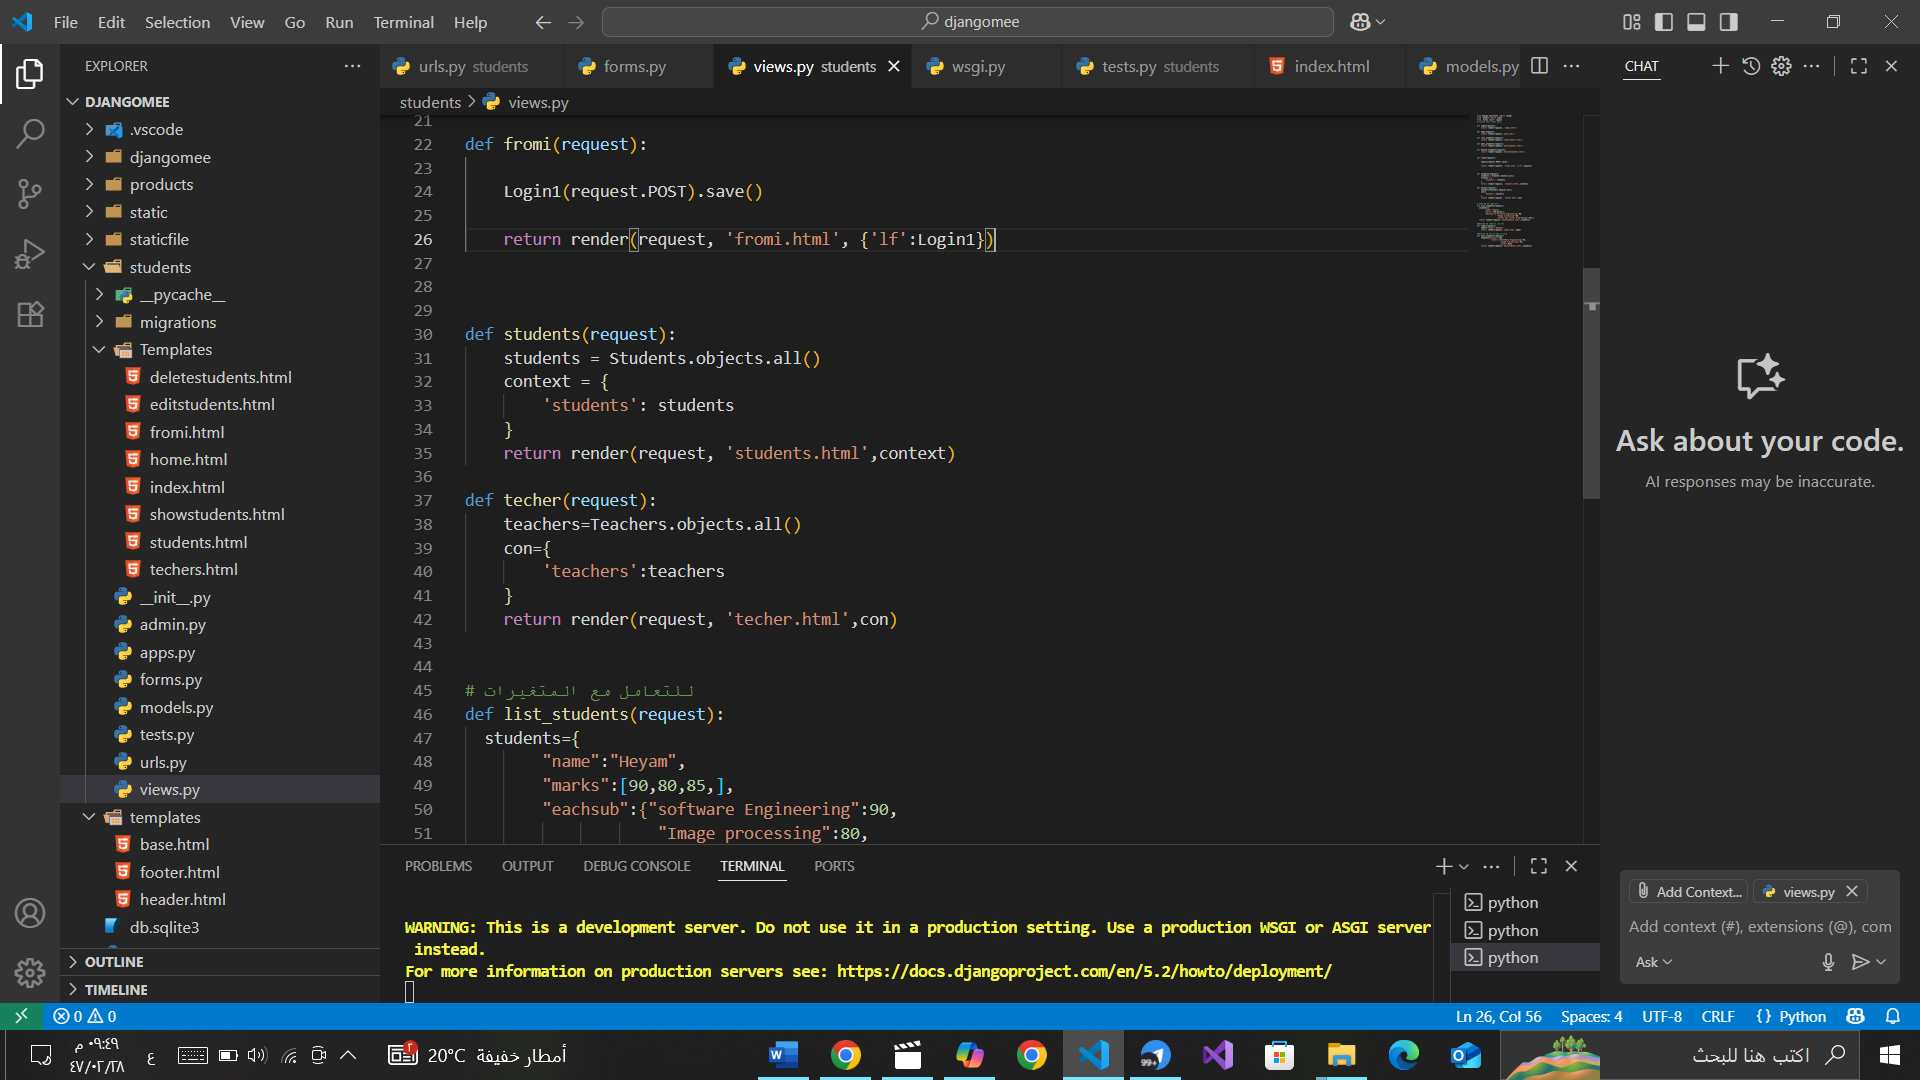 File Edit Selection View Go Run Terminal Help
djangomee
EXPLORER
DJANGOMEE
.vscode
djangomee
products
static
staticfile
students
__pycache__
migrations
Templates
deletestudents.html
editstudents.html
fromi.html
home.html
index.html
showstudents.html
students.html
techers.html
__init__.py
admin.py
apps.py
forms.py
models.py
tests.py
urls.py
views.py
templates
base.html
footer.html
header.html
db.sqlite3
OUTLINE
TIMELINE
urls.py students
forms.py
views.py students
wsgi.py
tests.py students
index.html
models.py
students > views.py
21
22 def fromi(request):
23
24 Login1(request.POST).save()
25
26 return render(request, 'fromi.html', {'lf':Login1})
27
28
29
30 def students(request):
31 students = Students.objects.all()
32 context = {
33 'students': students
34 }
35 return render(request, 'students.html',context)
36
37 def techer(request):
38 teachers=Teachers.objects.all()
39 con={
40 'teachers':teachers
41 }
42 return render(request, 'techer.html',con)
43
44
45 # للتعامل مع المتغيرات
46 def list_students(request):
47 students={
48 "name":"Heyam",
49 "marks":[90,80,85,],
50 "eachsub":{"software Engineering":90,
51 "Image processing":80,
PROBLEMS OUTPUT DEBUG CONSOLE TERMINAL PORTS
WARNING: This is a development server. Do not use it in a production setting. Use a production WSGI or ASGI server
instead.
For more information on production servers see: https://docs.djangoproject.com/en/5.2/howto/deployment/
python
python
python
CHAT
Ask about your code.
AI responses may be inaccurate.
Add Context...
views.py
Add context (#), extensions (@), com
Ask
0 0
Ln 26, Col 56
Spaces: 4
UTF-8
CRLF
{ } Python
٠٩:٤٩ م
٤٧/٠٢/٢٨
ع
٢
20°C أمطار خفيفة
99+
اكتب هنا للبحث